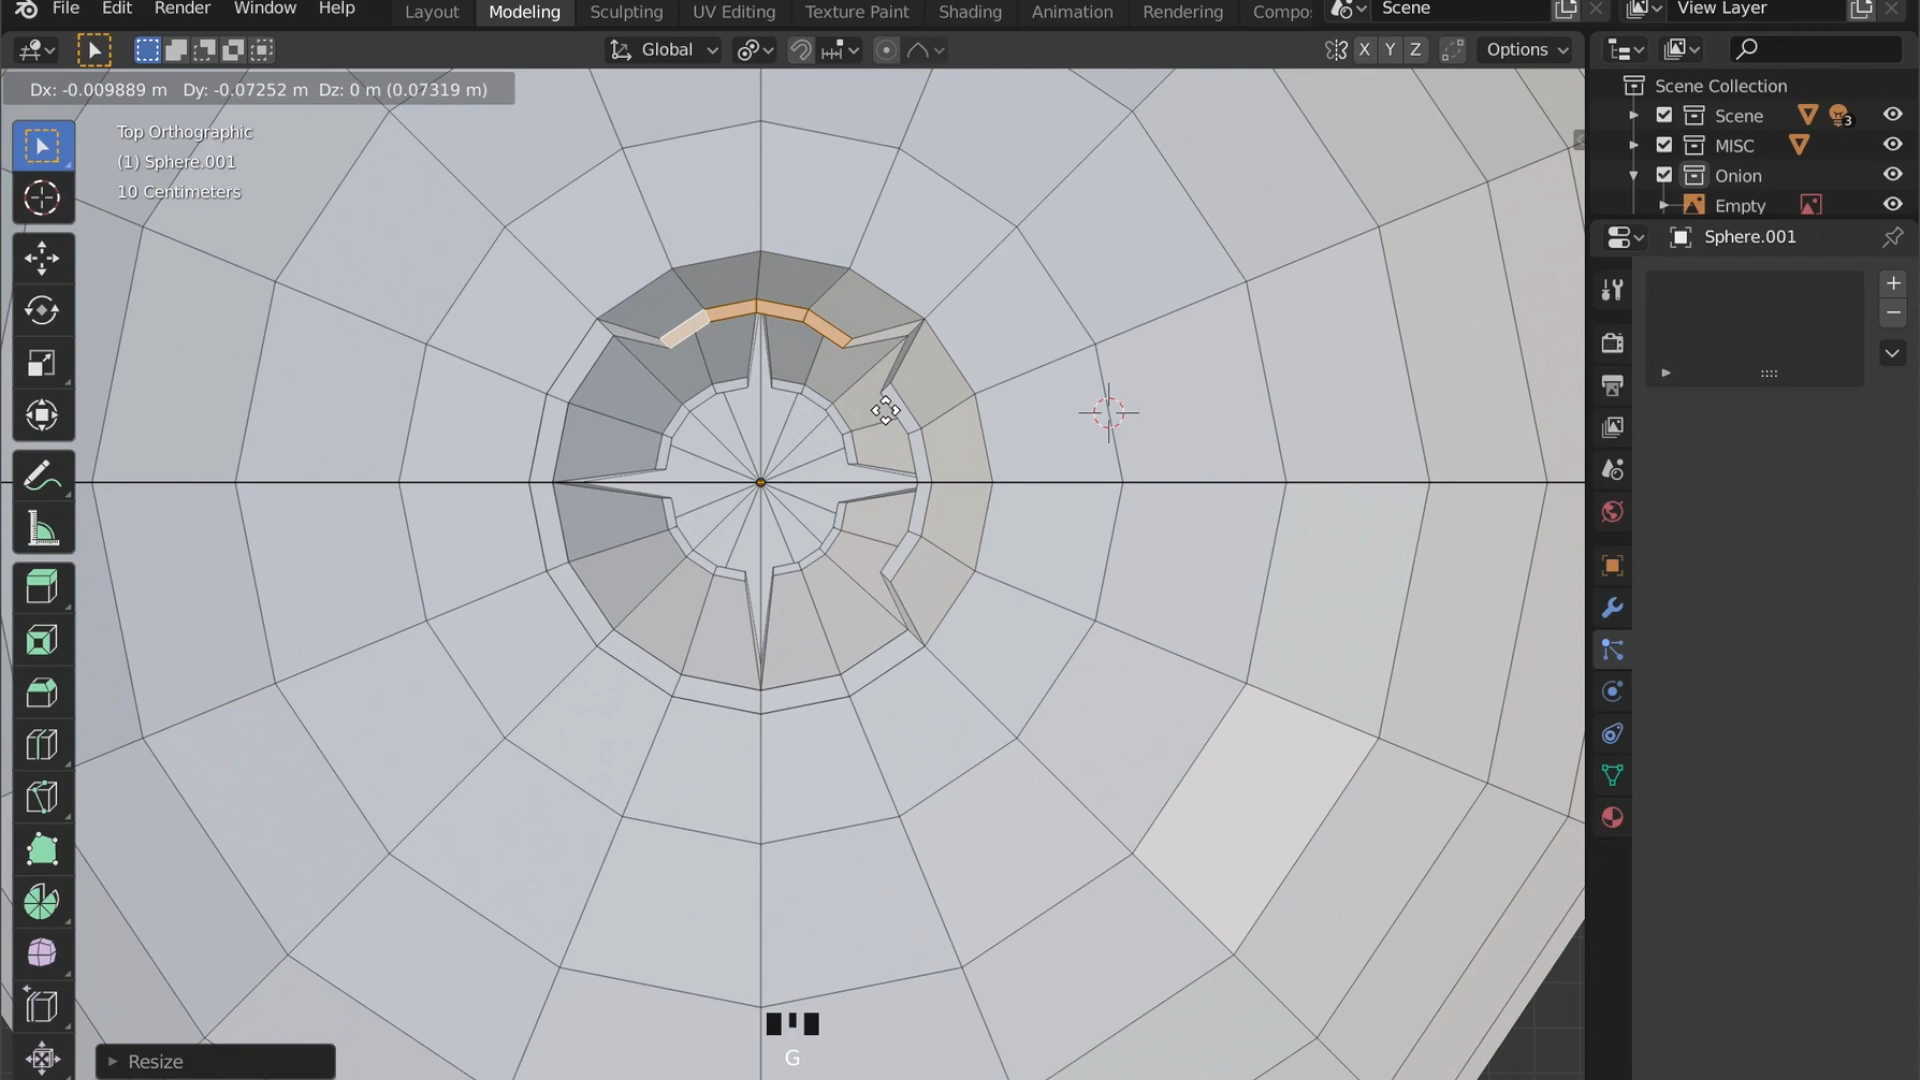 File Edit Render Window Help Layout Modeling Sculpting UV Editing Texture Paint Shading Animation Rendering Compo Scene View Layer
Global X Y Z Options
Dx: -0.009889 m Dy: -0.07252 m Dz: 0 m (0.07319 m)
Scene Collection
Top Orthographic
Scene 3
(1) Sphere.001
MISC
10 Centimeters
Onion
Empty
Sphere.001
G
Resize